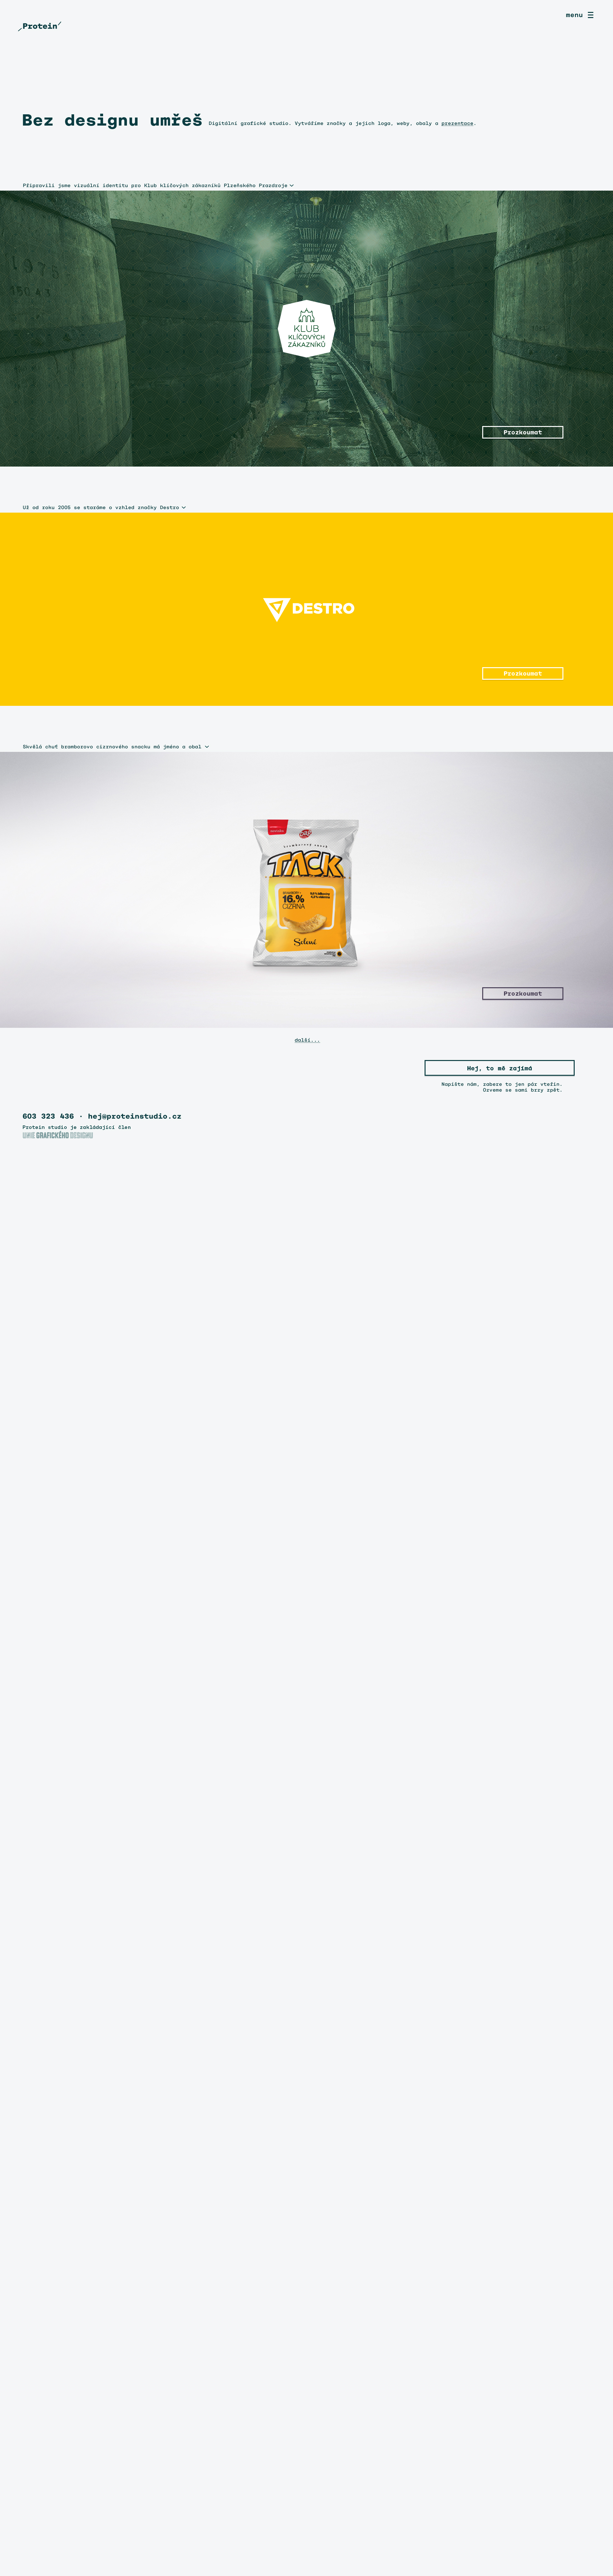 menu
Protein
Bez designu umřeš
Digitální grafické studio. Vytváříme značky a jejich loga, weby, obaly a prezentace.
Připravili jsme vizuální identitu pro Klub klíčových zákazníků Plzeňského Prazdroje
KLUB
KLÍČOVÝCH
ZÁKAZNÍKŮ
Prozkoumat
Už od roku 2005 se staráme o vzhled značky Destro
DESTRO
Prozkoumat
Skvělá chuť bramborovo cizrnového snacku má jméno a obal
TACK
16%
CIZRNA
Solené
Prozkoumat
další...
Hej, to mě zajímá
Napište nám, zabere to jen pár vteřin.
Ozveme se sami brzy zpět.
603 323 436 · hej@proteinstudio.cz
Protein studio je zakládající člen
UNIE GRAFICKÉHO DESIGNU